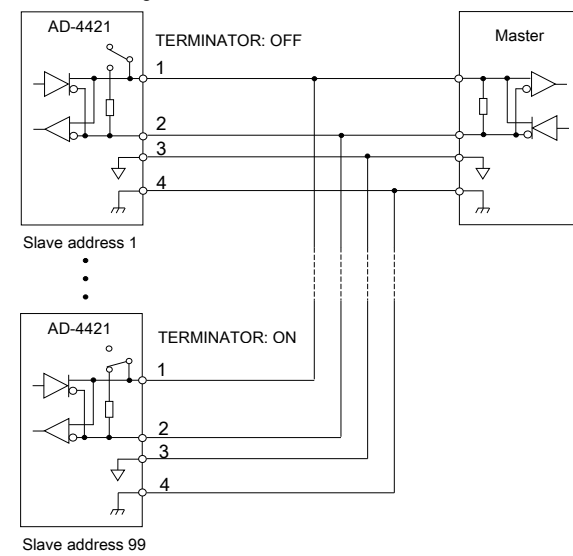 AD-4421
TERMINATOR: OFF
Master
1
2
3
4
Slave address 1
AD-4421
TERMINATOR: ON
1
2
3
4
Slave address 99